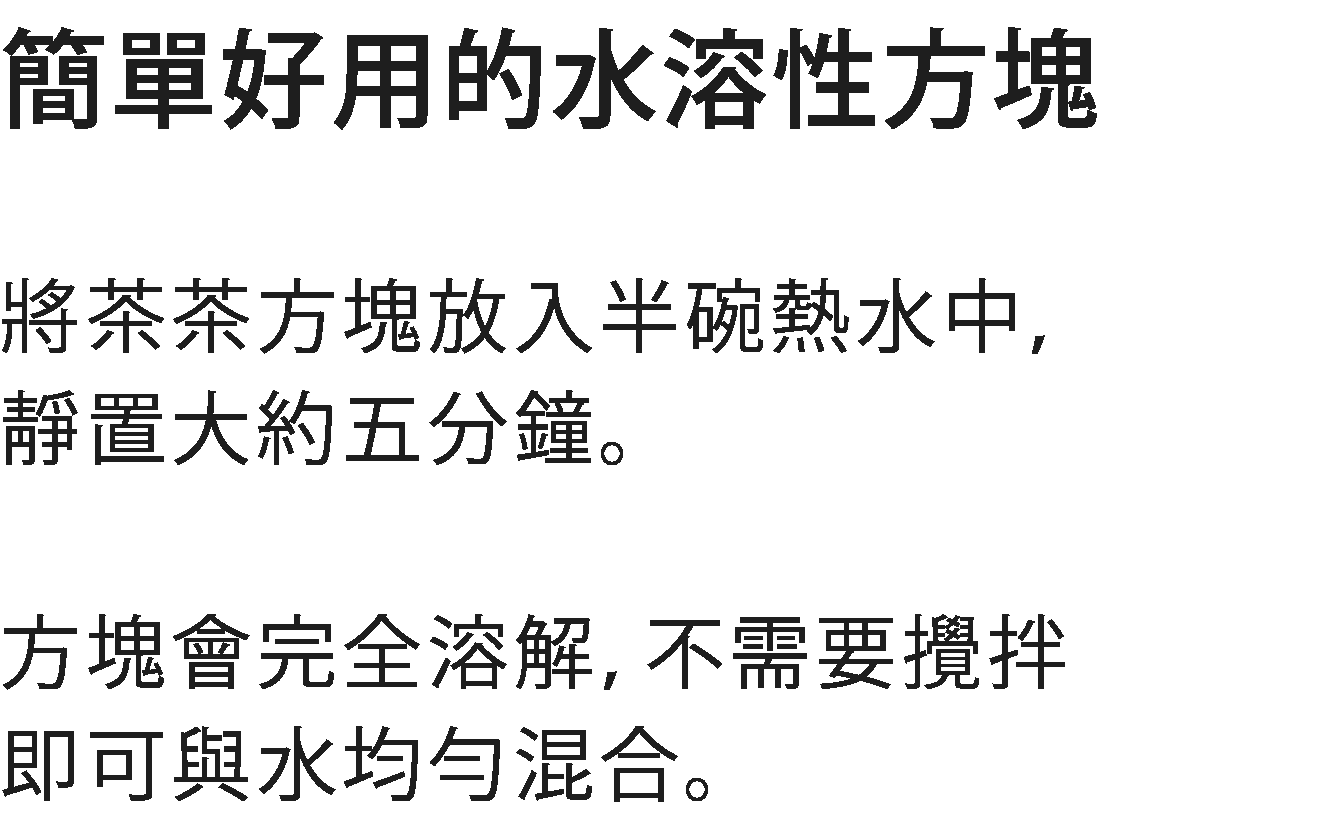 簡單好用的水溶性方塊
將茶茶方塊放入半碗熱水中,
靜置大約五分鐘。
方塊會完全溶解, 不需要攪拌
即可與水均勻混合。